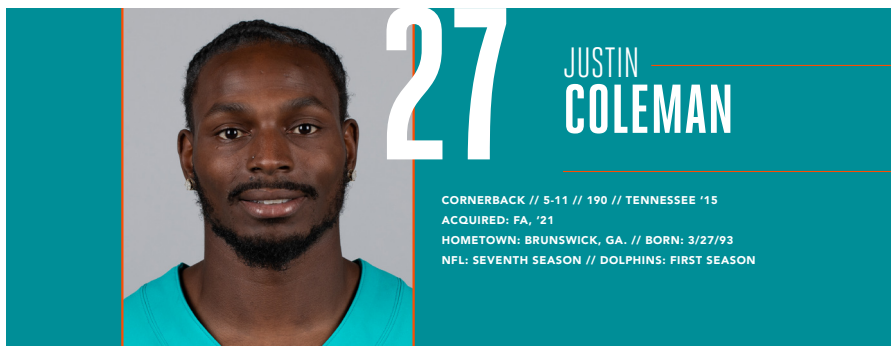 27
JUSTIN
COLEMAN
CORNERBACK // 5-11 // 190 // TENNESSEE ‘15
ACQUIRED: FA, ‘21
HOMETOWN: BRUNSWICK, GA. // BORN: 3/27/93
NFL: SEVENTH SEASON // DOLPHINS: FIRST SEASON